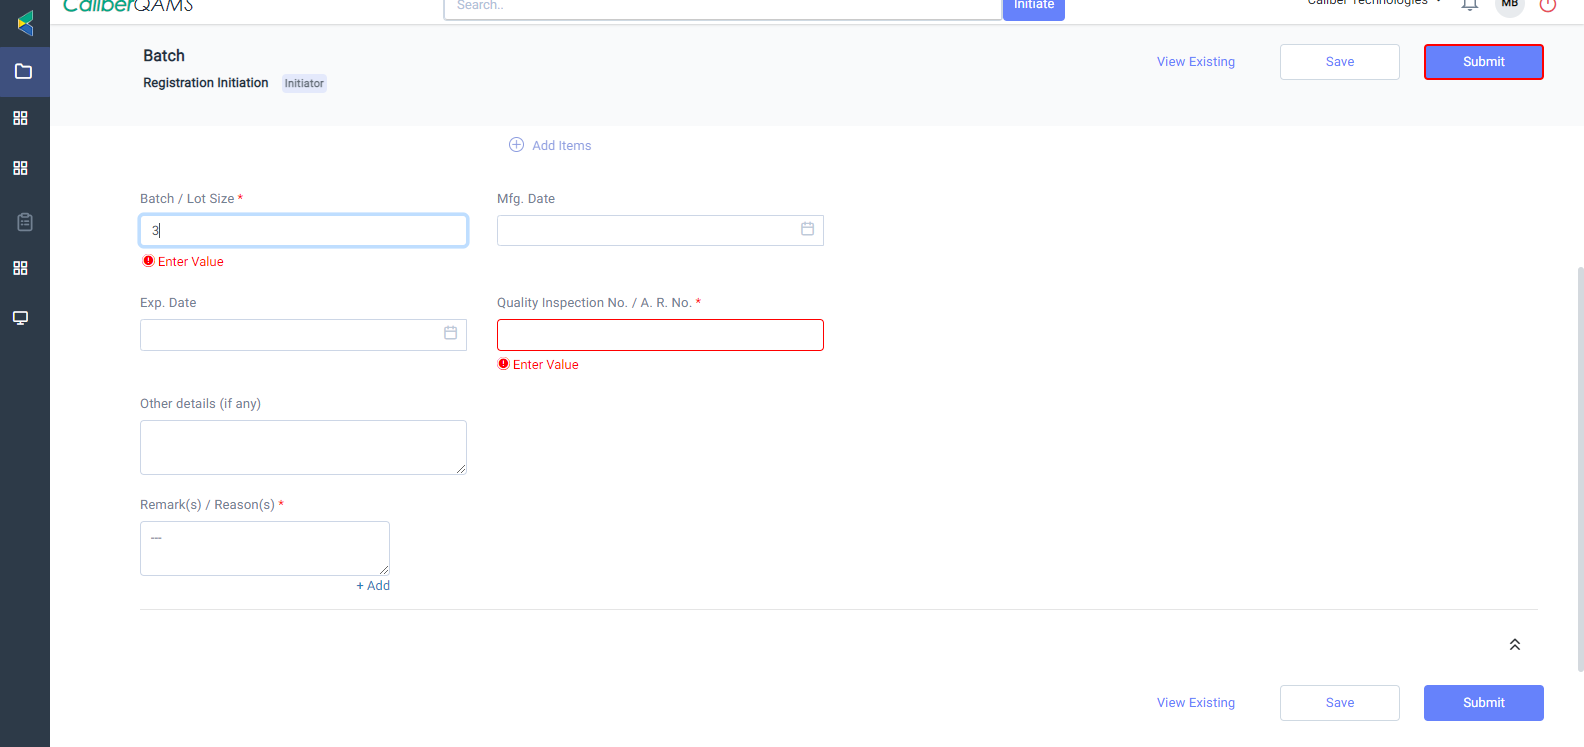 CaliberQAMS
Search..
Initiate
Caliber Technologies
MB
Batch
Registration Initiation Initiator
View Existing
Save
Submit
Add Items
Batch / Lot Size *
Mfg. Date
3
Enter Value
Exp. Date
Quality Inspection No. / A. R. No. *
Enter Value
Other details (if any)
Remark(s) / Reason(s) *
---
+ Add
View Existing
Save
Submit